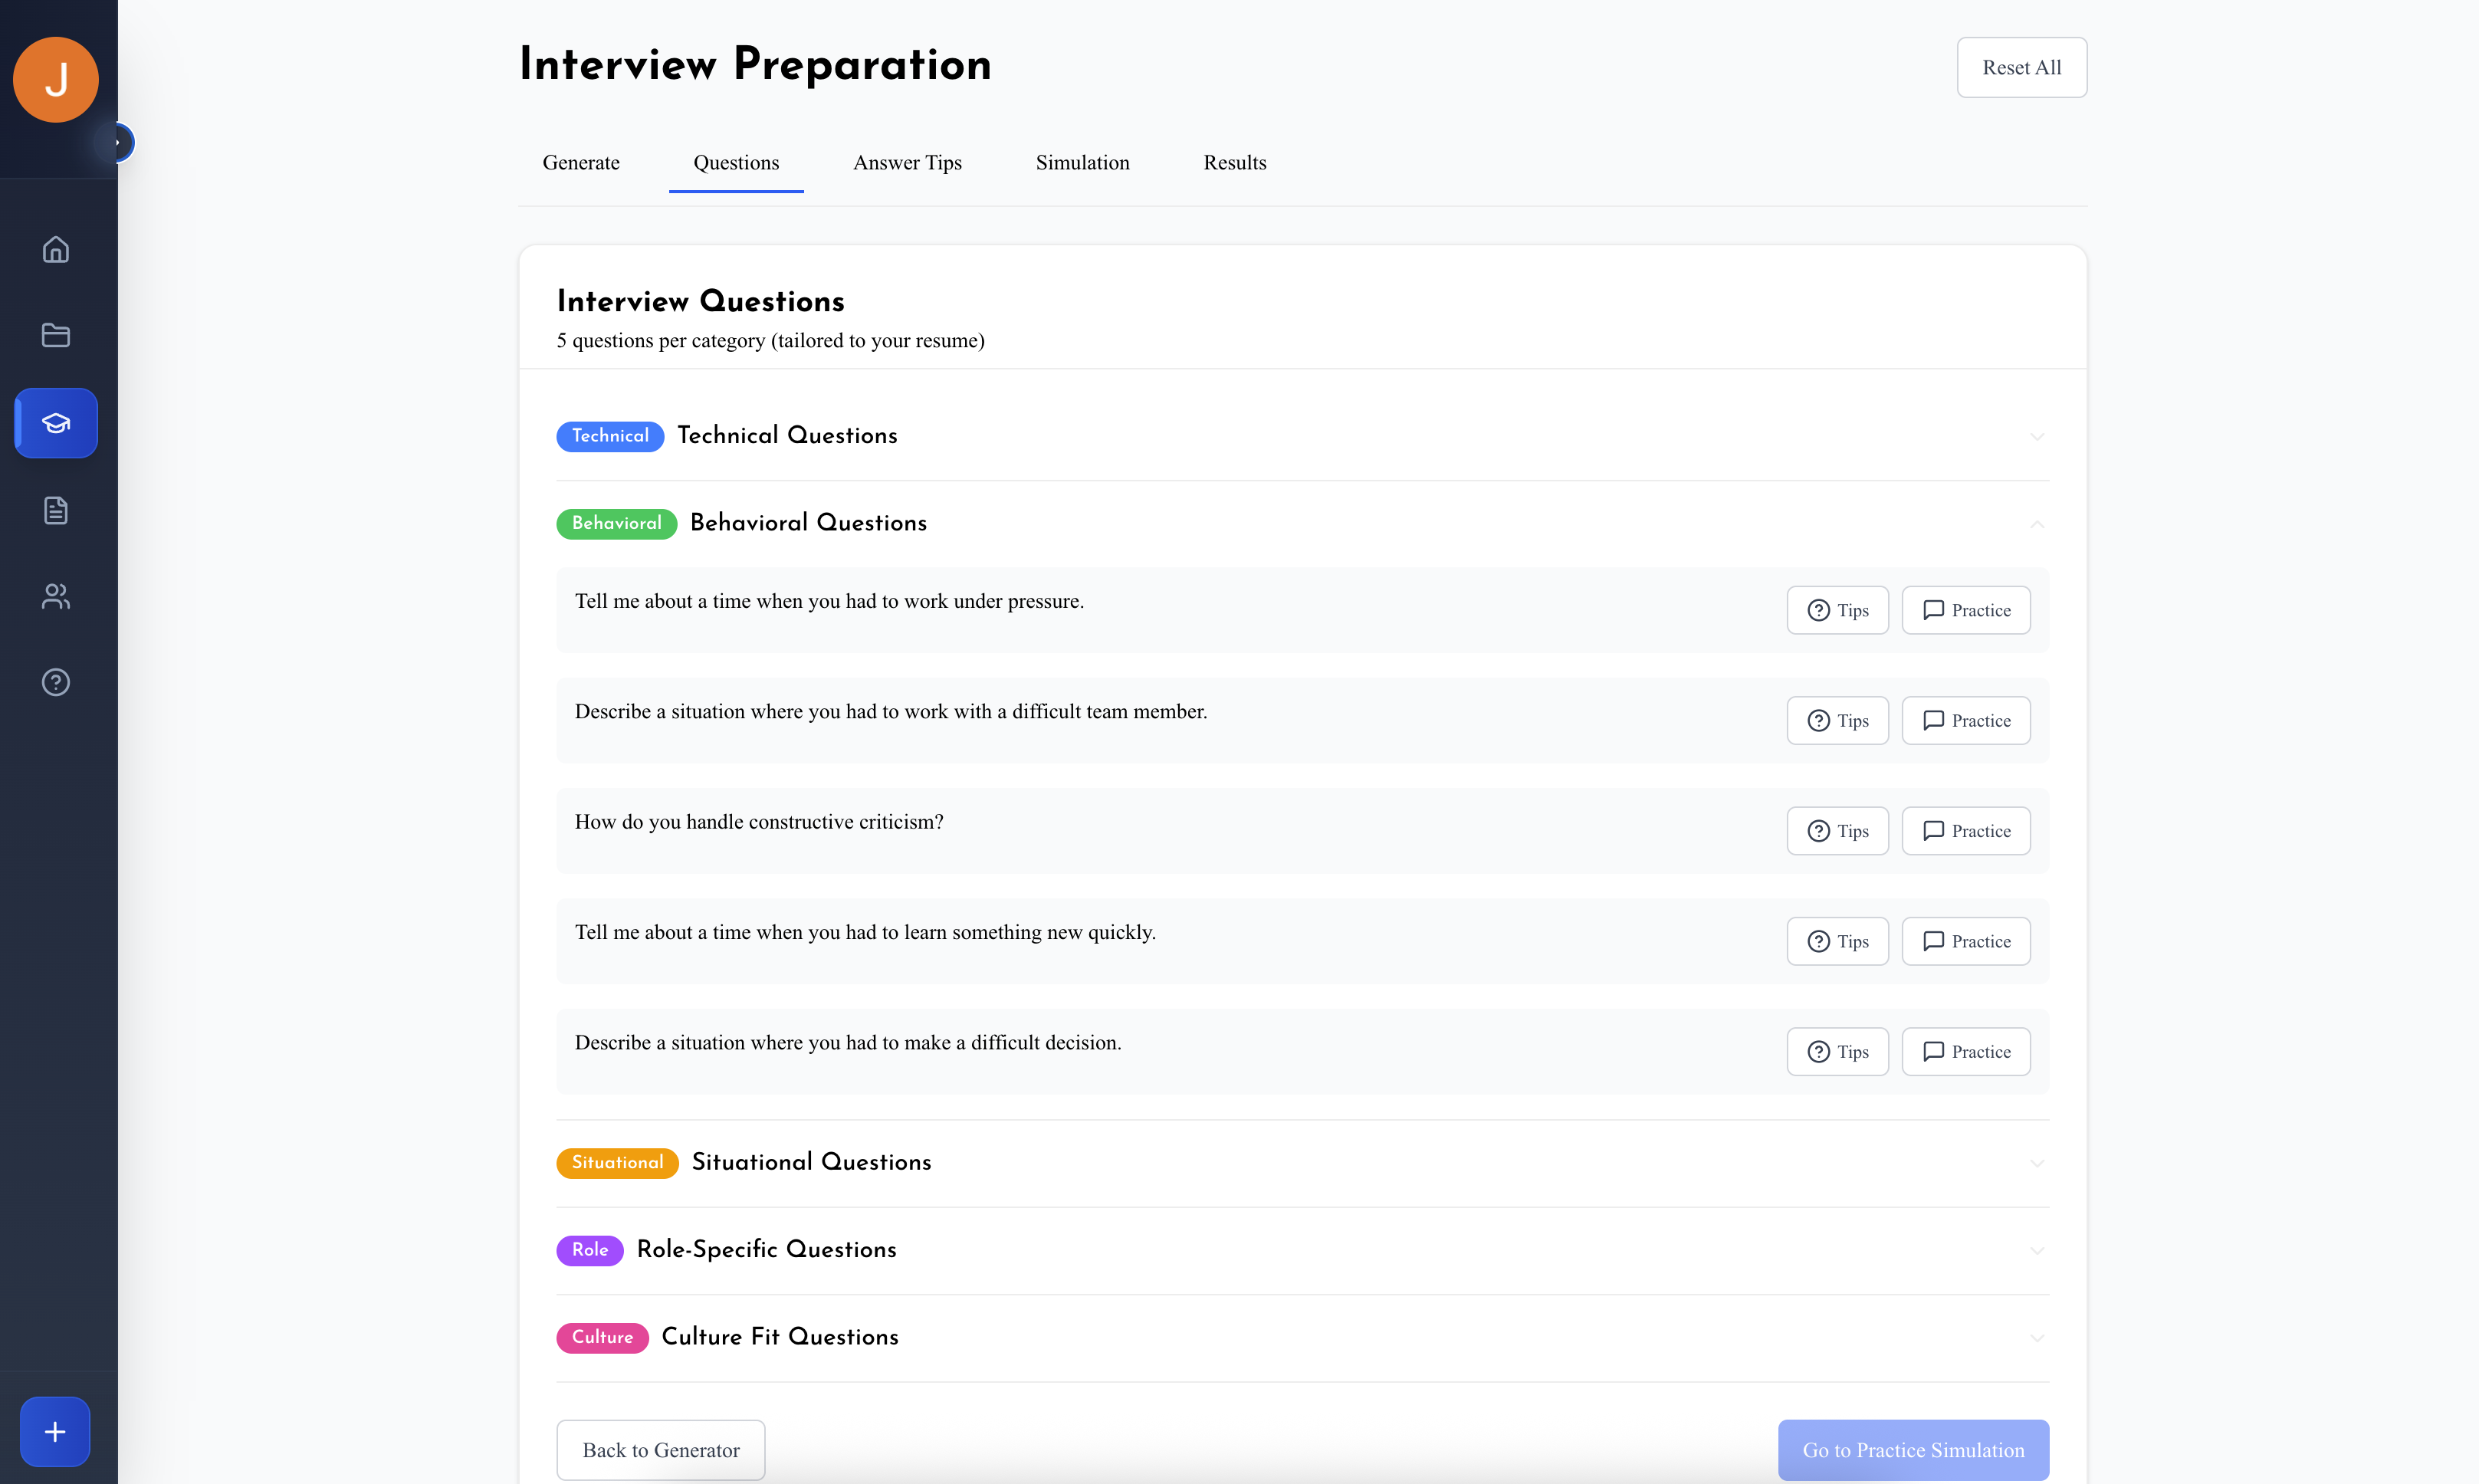 J
Interview Preparation
Reset All
Generate Questions Answer Tips Simulation Results
Interview Questions
5 questions per category (tailored to your resume)
Technical Technical Questions
Behavioral Behavioral Questions
Tell me about a time when you had to work under pressure. Tips Practice
Describe a situation where you had to work with a difficult team member. Tips Practice
How do you handle constructive criticism? Tips Practice
Tell me about a time when you had to learn something new quickly. Tips Practice
Describe a situation where you had to make a difficult decision. Tips Practice
Situational Situational Questions
Role Role-Specific Questions
Culture Culture Fit Questions
Back to Generator Go to Practice Simulation